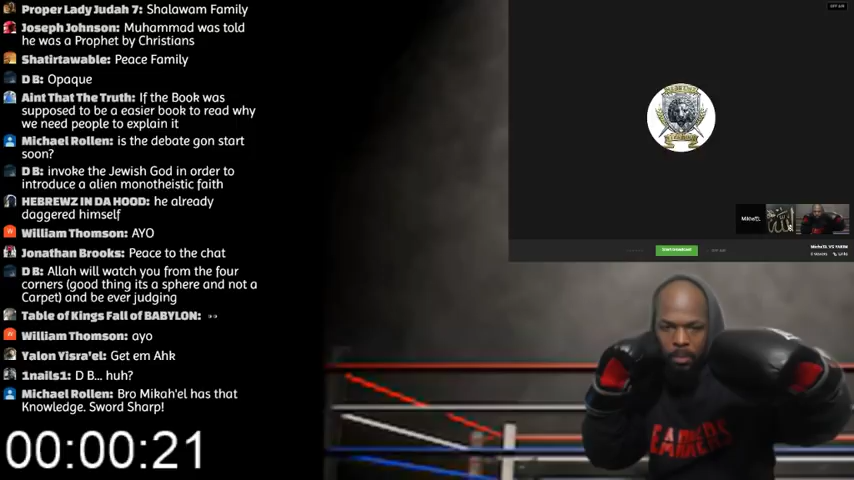 Proper Lady Judah 7: Shalawam Family
Joseph Johnson: Muhammad was told
he was a Prophet by Christians
Shatirtawable: Peace Family
D B: Opaque
Aint That The Truth: If the Book was
supposed to be a easier book to read why
we need people to explain it
Michael Rollen: is the debate gon start
soon?
D B: invoke the Jewish God in order to
introduce a alien monotheistic faith
HEBREWZ IN DA HOOD: he already
daggered himself
William Thomson: AYO
Jonathan Brooks: Peace to the chat
D B: Allah will watch you from the four
corners (good thing its a sphere and not a
Carpet) and be ever judging
Table of Kings Fall of BABYLON:
William Thomson: ayo
Yalon Yisra'el: Get em Ahk
1nails1: D B... huh?
Michael Rollen: Bro Mikah'el has that
Knowledge. Sword Sharp!
00:00:21